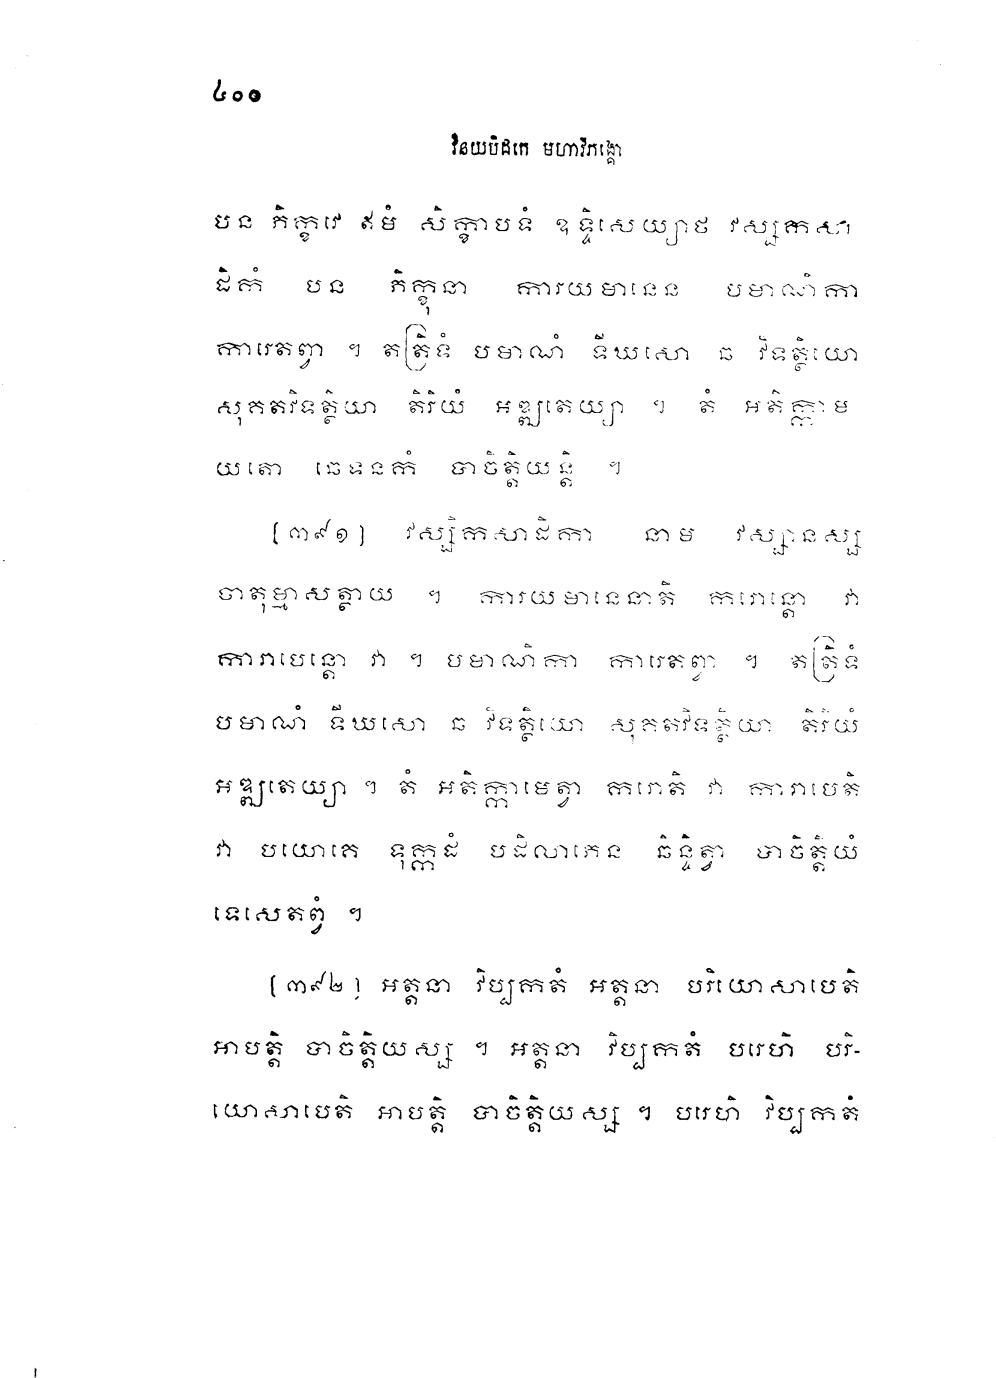 ៤០១
វិនយបិដកេ មហាវិភង្គោ
បន ភិក្ខវេ ឥមំ សិក្ខាបទំ ឧទ្ទិសេយ្យាថ វស្សិកសា
ដិកំ បន ភិក្ខុនា ការយមានេន បមាណិកា
ការេតព្វា ។ តត្រិទំ បមាណំ ទីឃសោ ឆ វិទត្ថិយោ
សុគតវិទត្ថិយា តិរិយំ អឌ្ឍតេយ្យា ។ តំ អតិក្កាម
យតោ ឆេទនកំ បាចិត្តិយន្តិ ។
[៣៩១] វស្សិកសាដិកា នាម វស្សានស្ស
ចាតុម្មាសត្ថាយ ។ ការយមានេនាតិ ករោន្តោ វា
ការាបេន្តោ វា ។ បមាណិកា ការេតព្វា ។ តត្រិទំ
បមាណំ ទីឃសោ ឆ វិទត្ថិយោ សុគតវិទត្ថិយា តិរិយំ
អឌ្ឍតេយ្យា ។ តំ អតិក្កាមេត្វា ករោតិ វា ការាបេតិ
វា បយោគេ ទុក្កដំ បដិលាភេន ឆិន្ទិត្វា បាចិត្តិយំ
ទេសេតព្វំ ។
[៣៩២] អត្តនា វិប្បកតំ អត្តនា បរិយោសាបេតិ
អាបត្តិ បាចិត្តិយស្ស ។ អត្តនា វិប្បកតំ បរេហិ បរិ-
យោសាបេតិ អាបត្តិ បាចិត្តិយស្ស ។ បរេហិ វិប្បកតំ